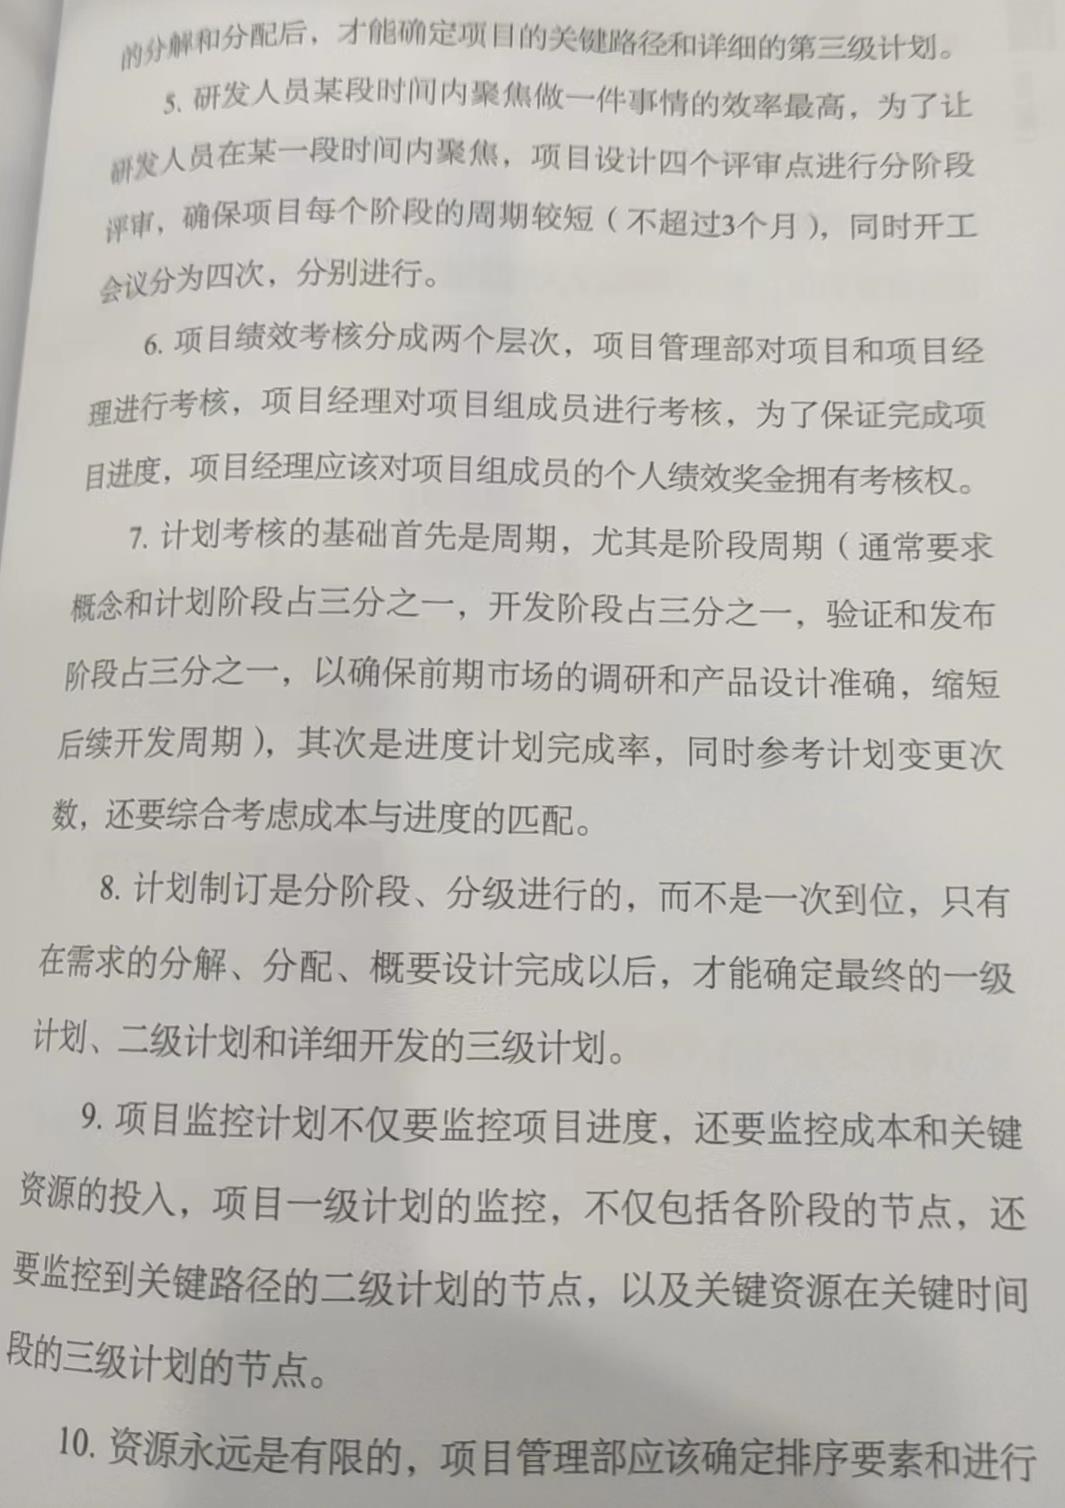 的分解和分配后，才能确定项目的关键路径和详细的第三级计划。
5. 研发人员某段时间内聚焦做一件事情的效率最高，为了让
研发人员在某一段时间内聚焦，项目设计四个评审点进行分阶段
评审，确保项目每个阶段的周期较短（不超过3个月），同时开工
会议分为四次，分别进行。
6. 项目绩效考核分成两个层次，项目管理部对项目和项目经
理进行考核，项目经理对项目组成员进行考核，为了保证完成项
目进度，项目经理应该对项目组成员的个人绩效奖金拥有考核权。
7. 计划考核的基础首先是周期，尤其是阶段周期（通常要求
概念和计划阶段占三分之一，开发阶段占三分之一，验证和发布
阶段占三分之一，以确保前期市场的调研和产品设计准确，缩短
后续开发周期），其次是进度计划完成率，同时参考计划变更次
数，还要综合考虑成本与进度的匹配。
8. 计划制订是分阶段、分级进行的，而不是一次到位，只有
在需求的分解、分配、概要设计完成以后，才能确定最终的一级
计划、二级计划和详细开发的三级计划。
9. 项目监控计划不仅要监控项目进度，还要监控成本和关键
资源的投入，项目一级计划的监控，不仅包括各阶段的节点，还
要监控到关键路径的二级计划的节点，以及关键资源在关键时间
段的三级计划的节点。
10. 资源永远是有限的，项目管理部应该确定排序要素和进行